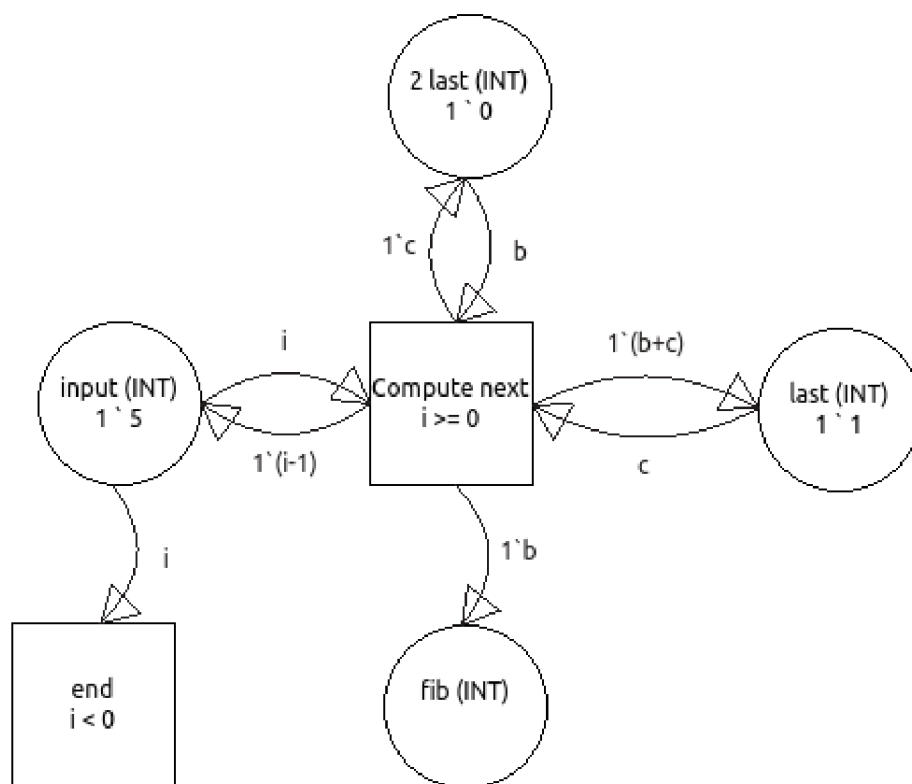 2 last (INT)
1 ` 0
1`c
b
i
1`(b+c)
input (INT)
1 ` 5
Compute next
i >= 0
last (INT)
1 ` 1
1`(i-1)
c
i
1`b
end
i < 0
fib (INT)